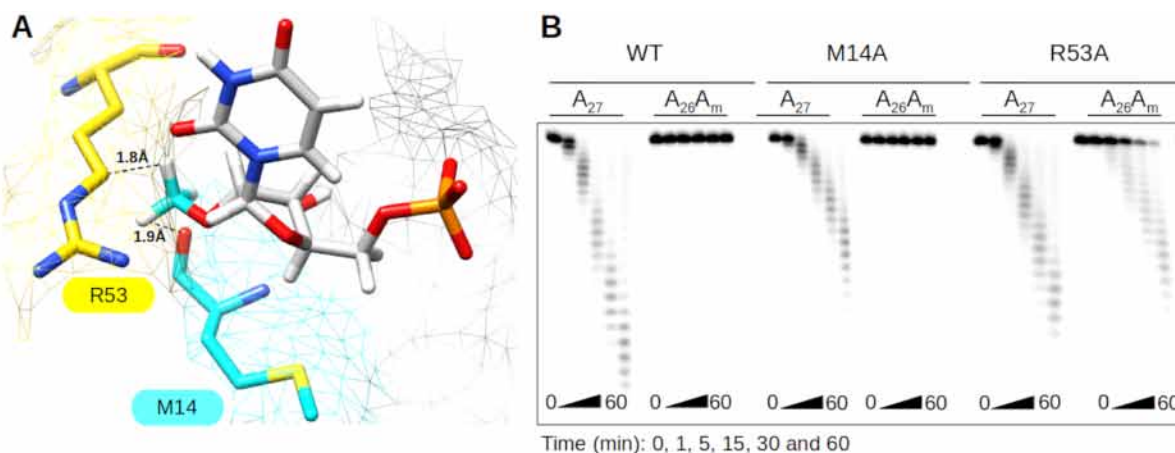 A
1.8Å
1.9Å
R53
M14
B
WT M14A R53A
A27 A26Am A27 A26Am A27 A26Am
0 60 0 60 0 60 0 60 0 60 0 60
Time (min): 0, 1, 5, 15, 30 and 60